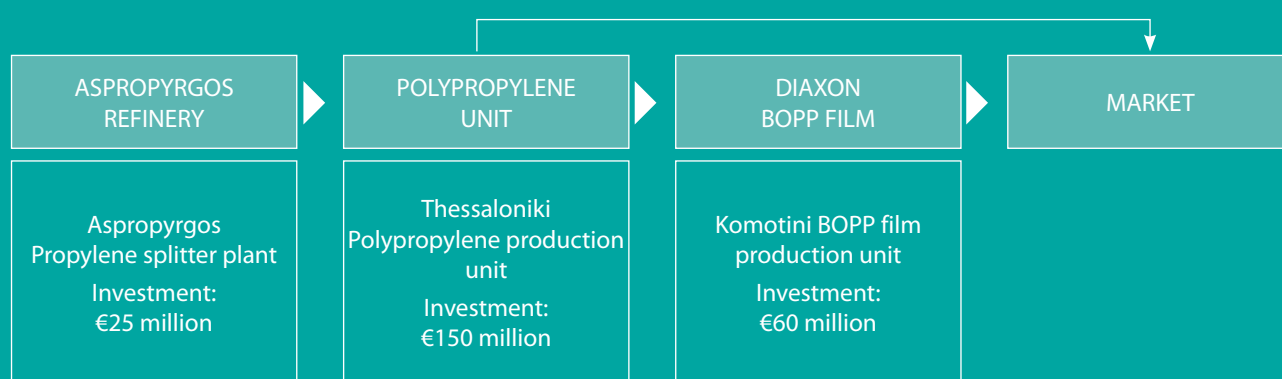 ASPROPYRGOS
REFINERY
POLYPROPYLENE
UNIT
DIAXON
BOPP FILM
MARKET
Aspropyrgos
Propylene splitter plant
Investment:
€25 million
Thessaloniki
Polypropylene production
unit
Investment:
€150 million
Komotini BOPP film
production unit
Investment:
€60 million